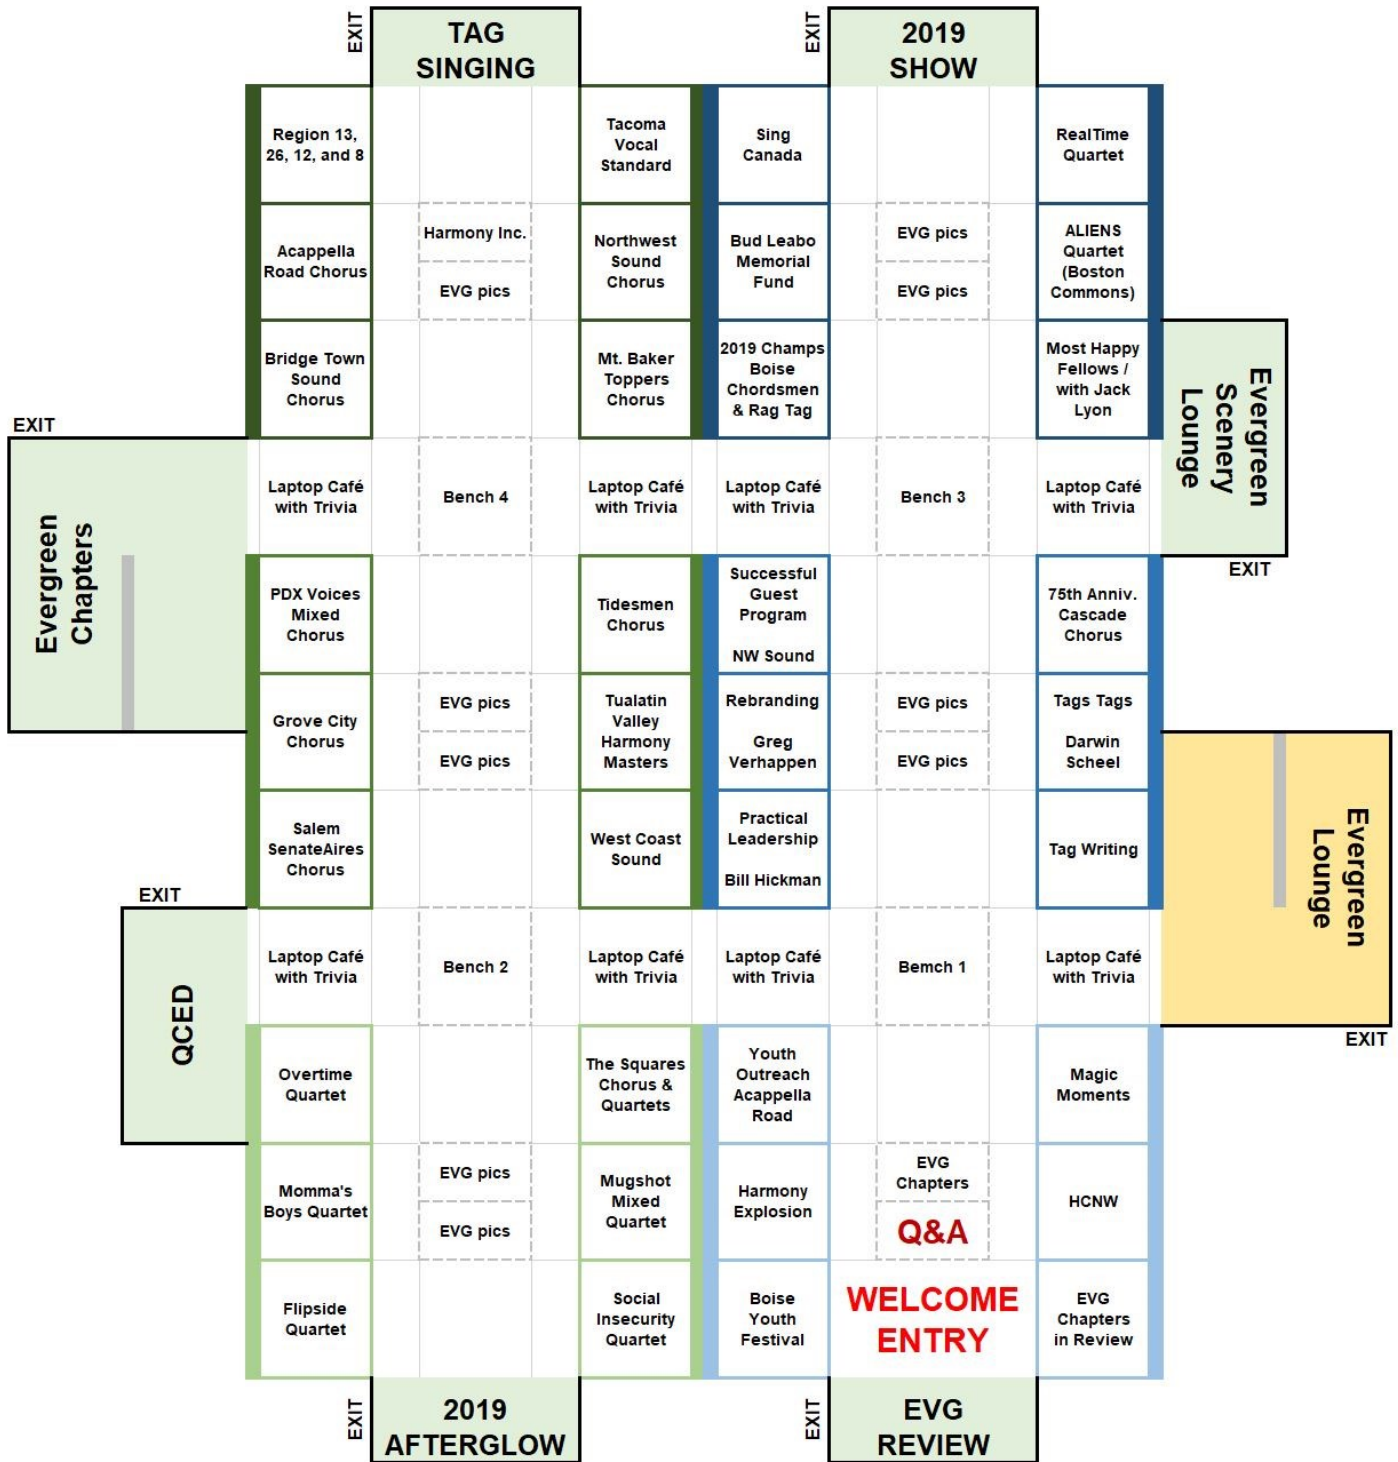 EXIT
TAG
SINGING
EXIT
2019
SHOW
Region 13,
26, 12, and 8
Tacoma
Vocal
Standard
Sing
Canada
RealTime
Quartet
Acappella
Road Chorus
Harmony Inc.
EVG pics
Northwest
Sound
Chorus
Bud Leabo
Memorial
Fund
EVG pics
EVG pics
ALIENS
Quartet
(Boston
Commons)
Bridge Town
Sound
Chorus
Mt. Baker
Toppers
Chorus
2019 Champs
Boise
Chordsmen
& Rag Tag
Most Happy
Fellows /
with Jack
Lyon
Evergreen
Scenery
Lounge
EXIT
EXIT
Evergreen
Chapters
Laptop Café
with Trivia
Bench 4
Laptop Café
with Trivia
Laptop Café
with Trivia
Bench 3
Laptop Café
with Trivia
PDX Voices
Mixed
Chorus
Tidesmen
Chorus
Successful
Guest
Program
NW Sound
75th Anniv.
Cascade
Chorus
Grove City
Chorus
EVG pics
EVG pics
Tualatin
Valley
Harmony
Masters
Rebranding
Greg
Verhappen
EVG pics
EVG pics
Tags Tags
Darwin
Scheel
Salem
SenateAires
Chorus
West Coast
Sound
Practical
Leadership
Bill Hickman
Tag Writing
Evergreen
Lounge
EXIT
EXIT
QCED
Laptop Café
with Trivia
Bench 2
Laptop Café
with Trivia
Laptop Café
with Trivia
Bemch 1
Laptop Café
with Trivia
Overtime
Quartet
The Squares
Chorus &
Quartets
Youth
Outreach
Acappella
Road
Magic
Moments
Momma's
Boys Quartet
EVG pics
EVG pics
Mugshot
Mixed
Quartet
Harmony
Explosion
EVG
Chapters
Q&A
HCNW
Flipside
Quartet
Social
Insecurity
Quartet
Boise
Youth
Festival
WELCOME
ENTRY
EVG
Chapters
in Review
EXIT
2019
AFTERGLOW
EXIT
EVG
REVIEW